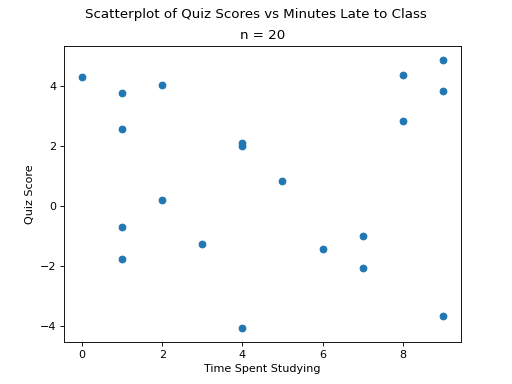 Scatterplot of Quiz Scores vs Minutes Late to Class
n = 20
4
2
0
−2
−4
Quiz Score
0 2 4 6 8
Time Spent Studying